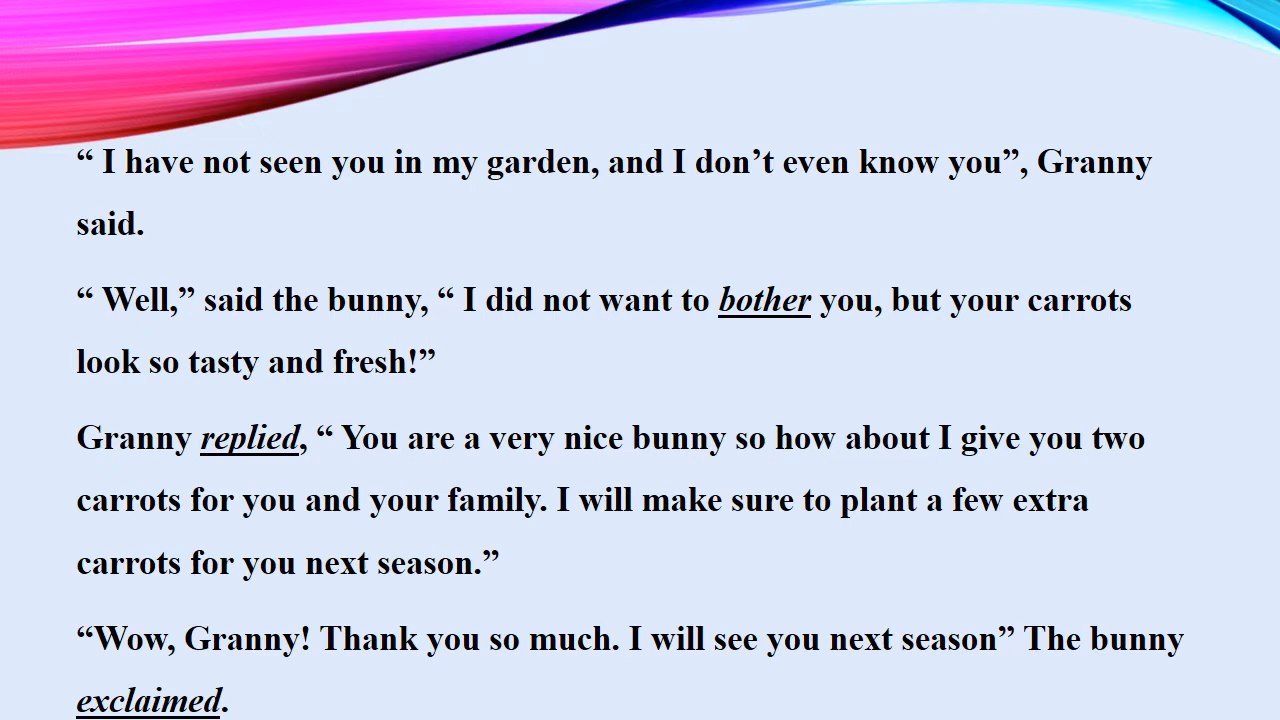 “ I have not seen you in my garden, and I don’t even know you”, Granny
said.
“ Well,” said the bunny, “ I did not want to bother you, but your carrots
look so tasty and fresh!”
Granny replied, “ You are a very nice bunny so how about I give you two
carrots for you and your family. I will make sure to plant a few extra
carrots for you next season.”
“Wow, Granny! Thank you so much. I will see you next season” The bunny
exclaimed.